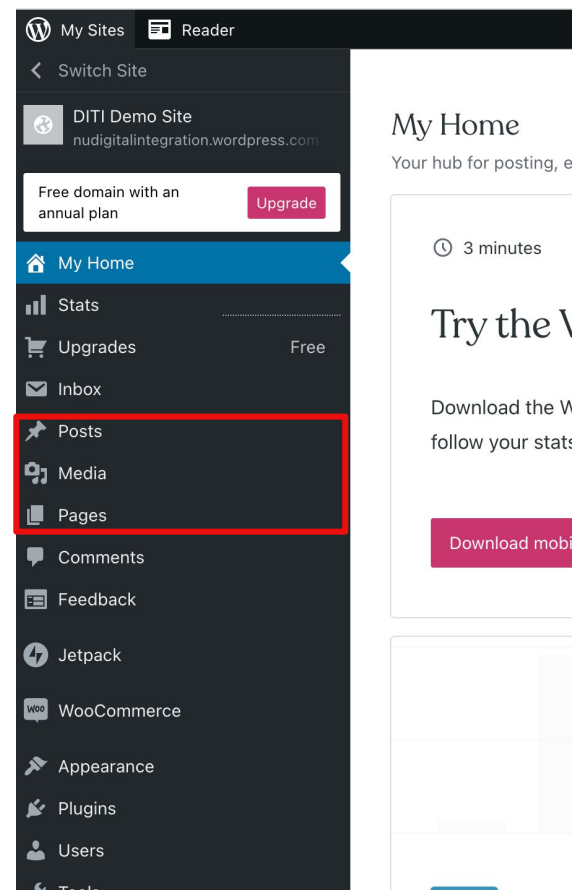 My Sites
Reader
Switch Site
DITI Demo Site
nudigitalintegration.wordpress.com
Free domain with an
annual plan
Upgrade
My Home
Stats
Upgrades
Free
Inbox
Posts
Media
Pages
Comments
Feedback
Jetpack
Woo
WooCommerce
Appearance
Plugins
Users
Tools
My Home
Your hub for posting, e
3 minutes
Try the
Download the W
follow your stats
Download mobi